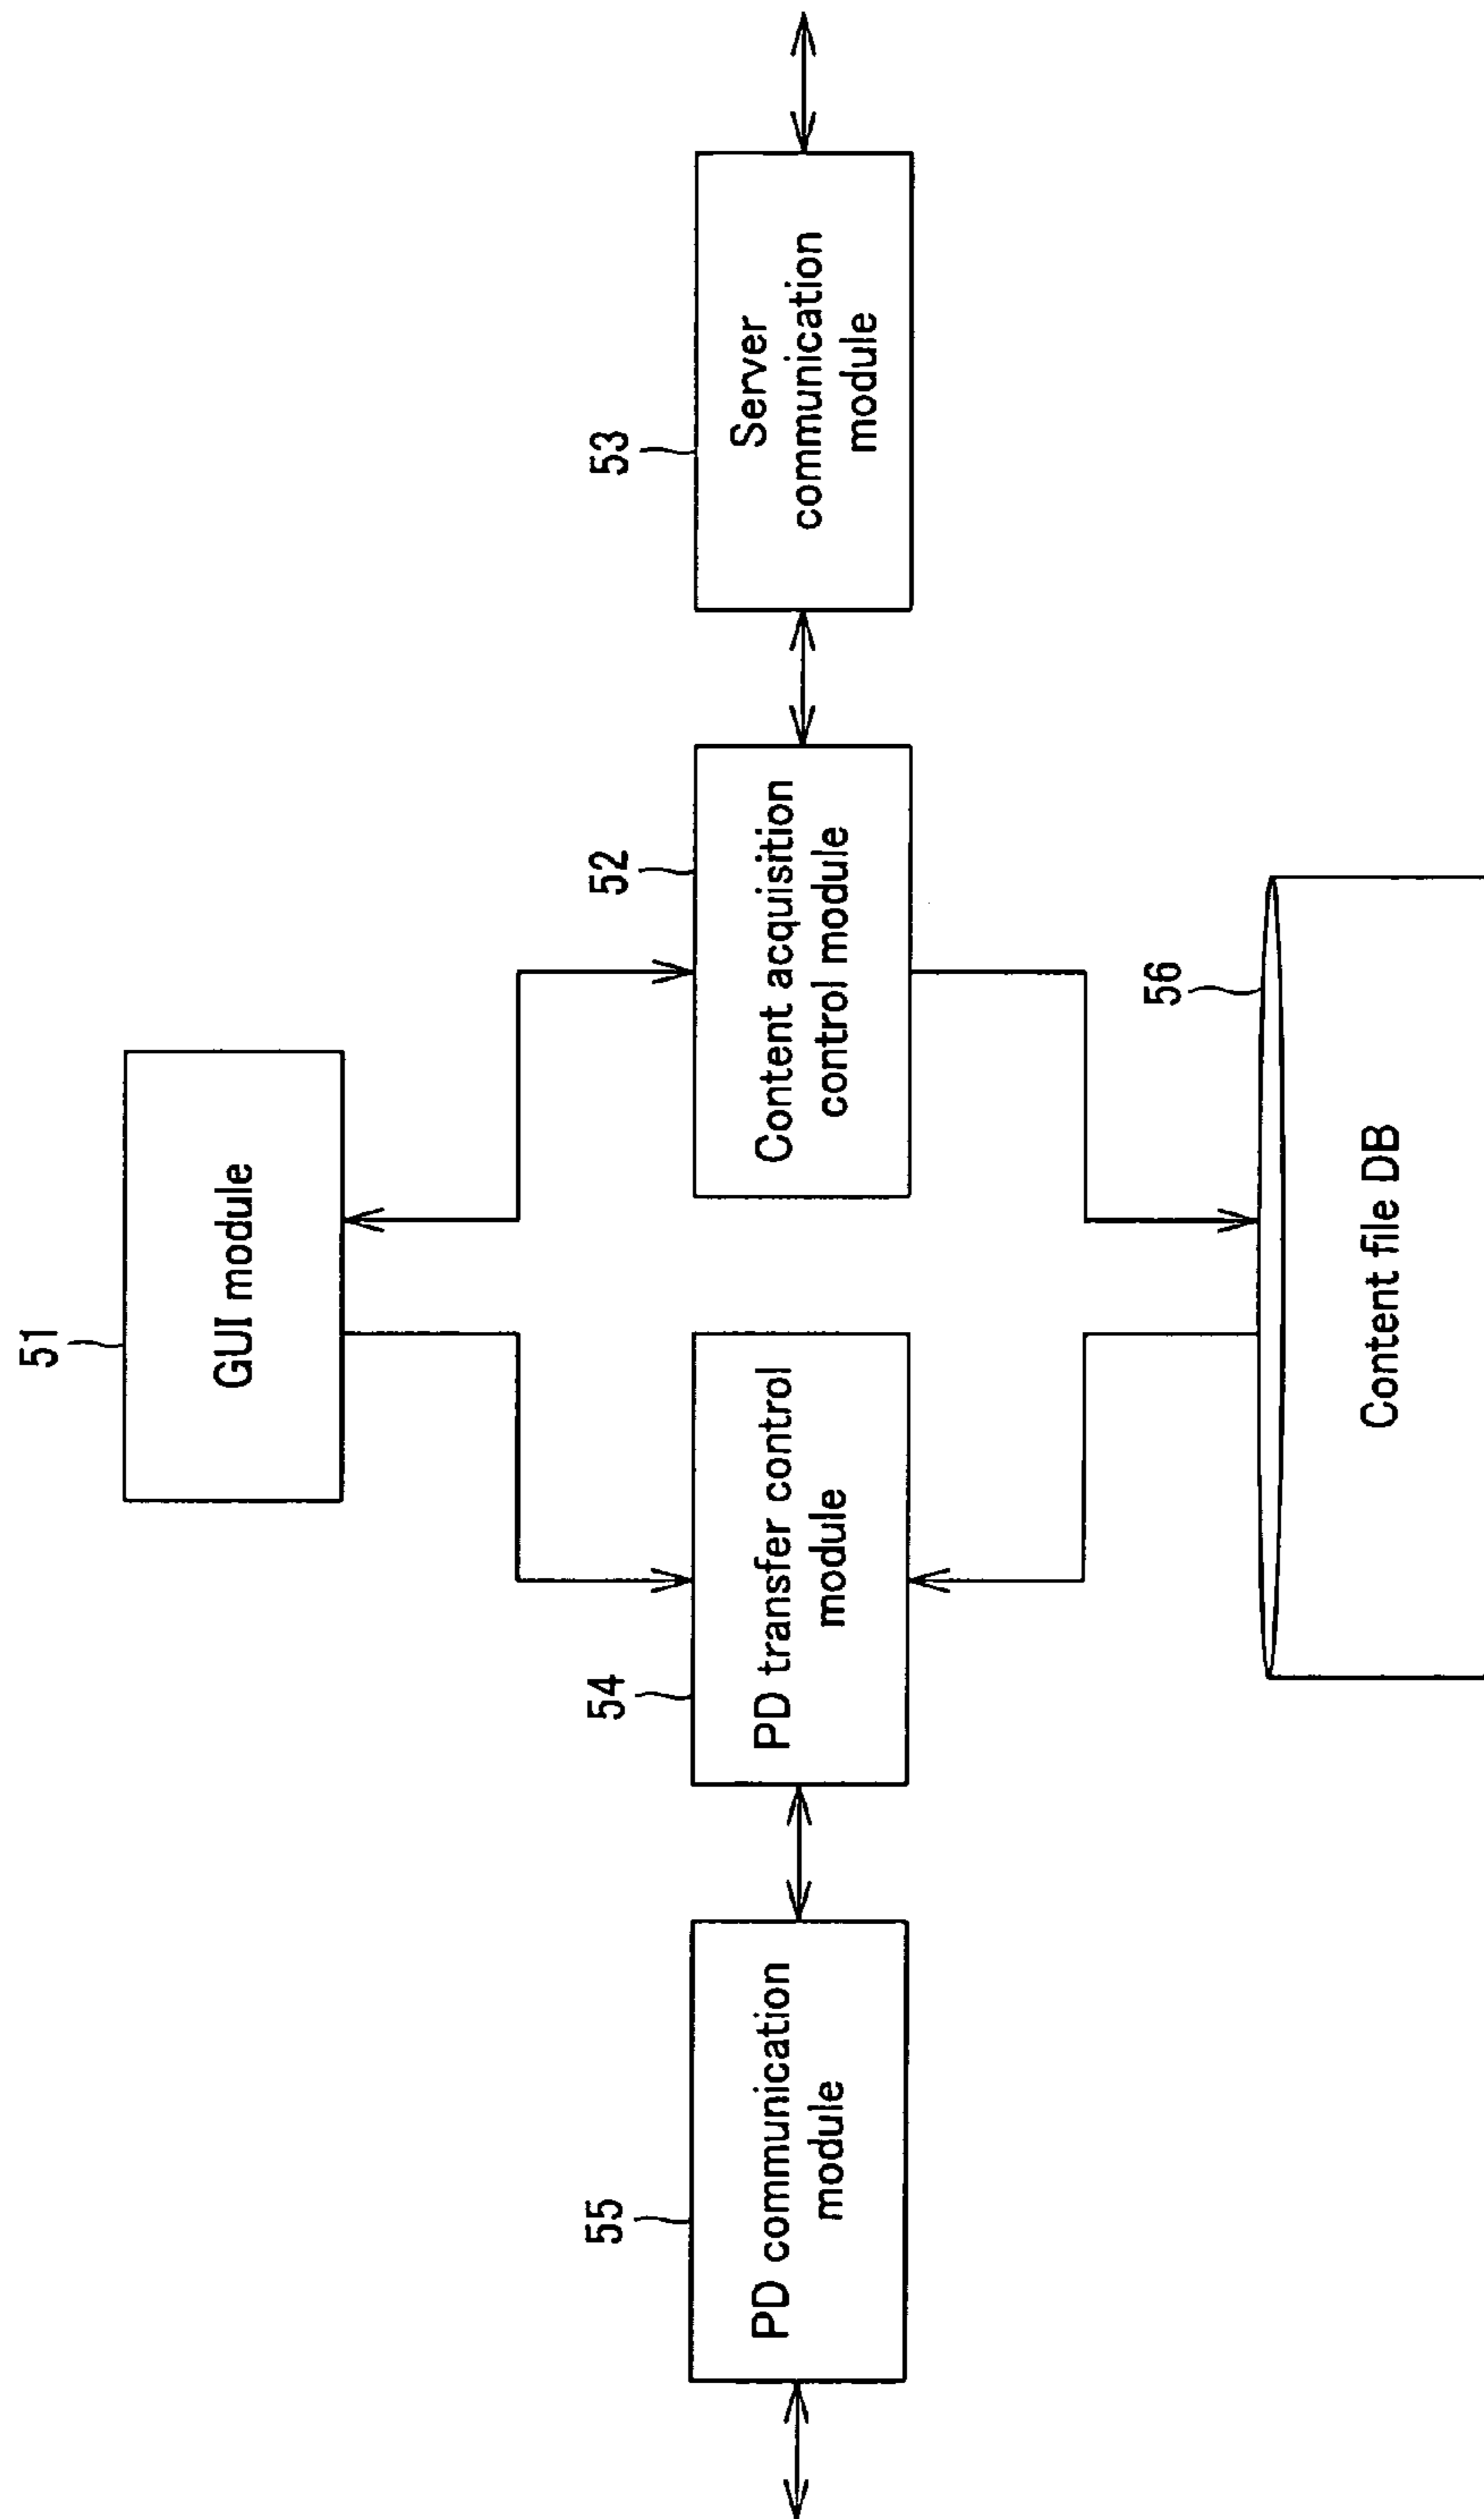 51
GUI module
55
PD communication
module
54
PD transfer control
module
52
Content acquisition
control module
53
Server
communication
module
56
Content file DB